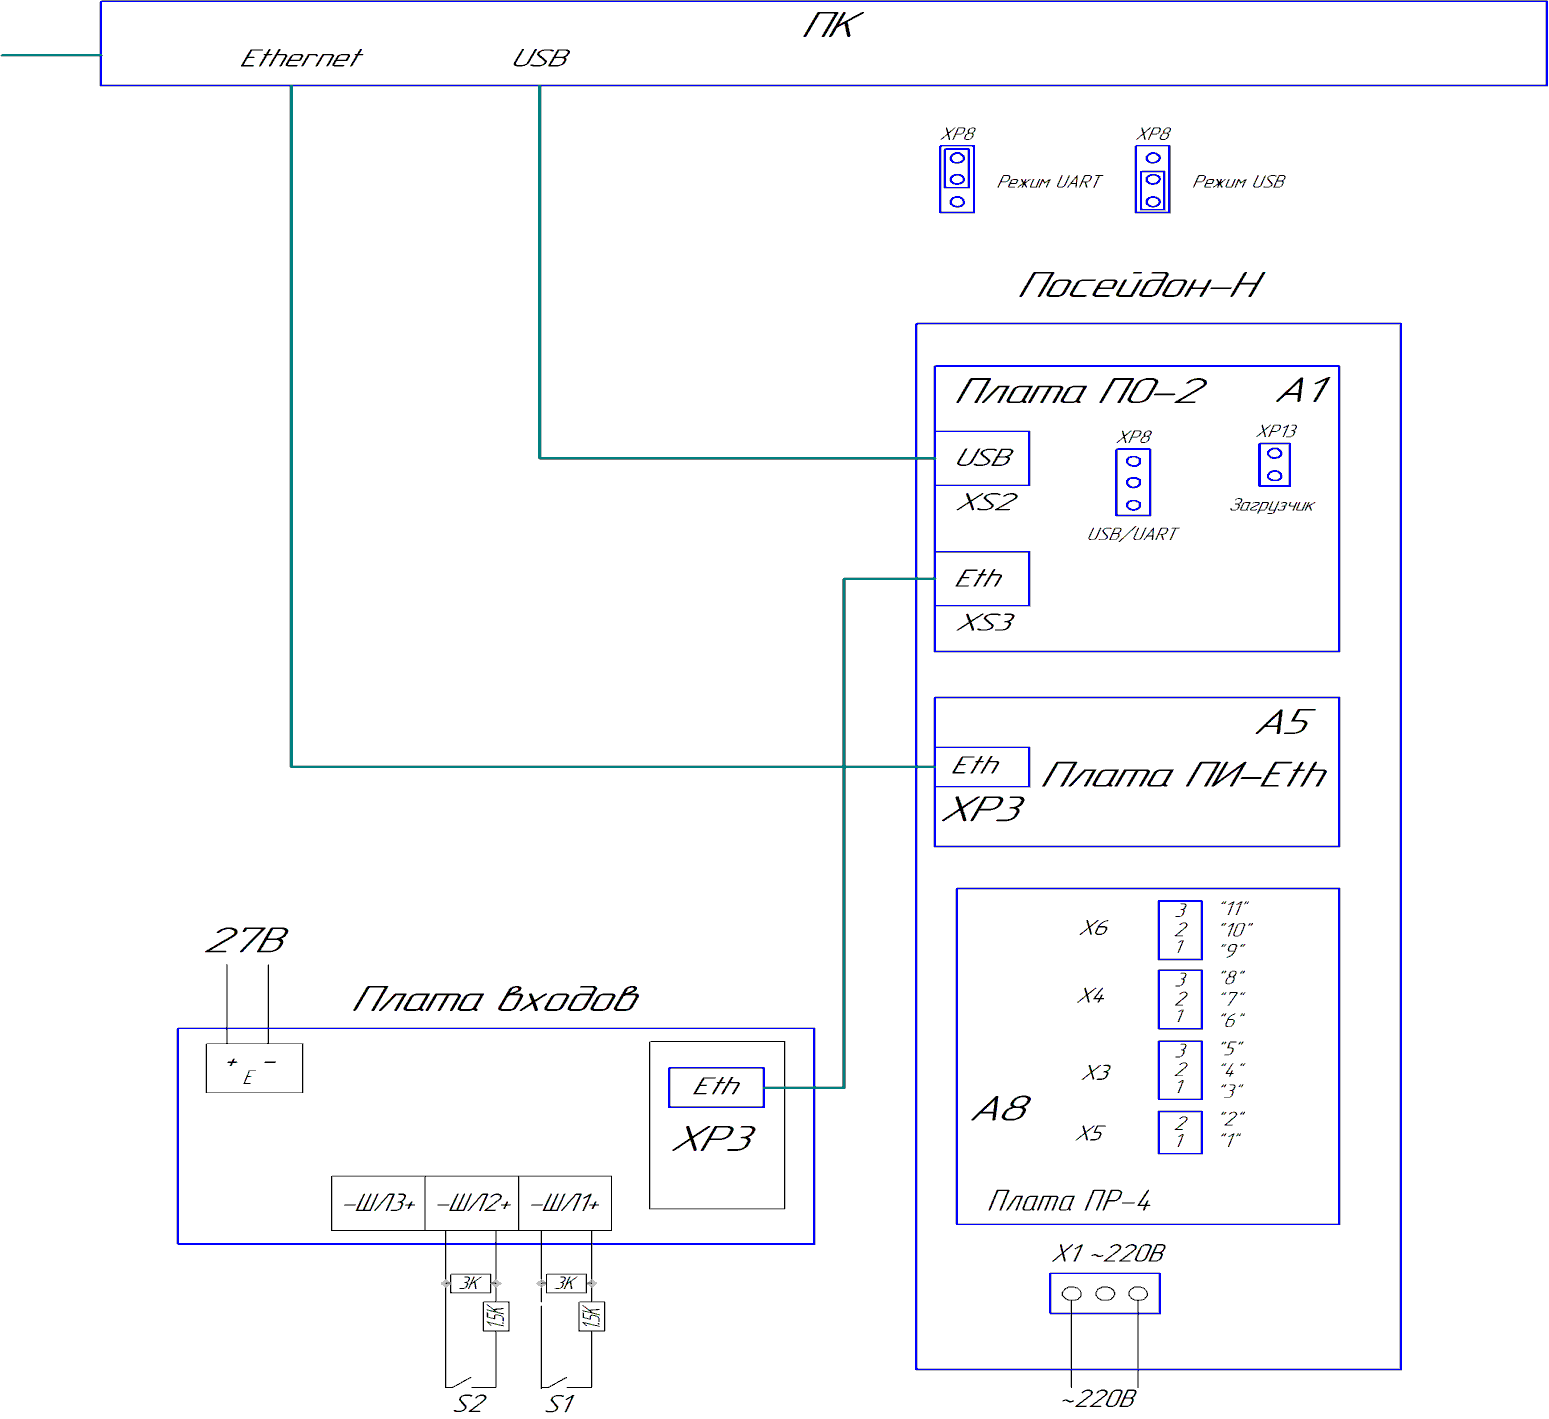 ПК
Ethernet
USB
XP8
Режим UART
XP8
Режим USB
Посейдон-Н
Плата ПО-2
А1
USB
XS2
XP8
USB/UART
XP13
Загрузчик
Eth
XS3
А5
Eth
Плата ПИ-Eth
XP3
X6
3 "11"
2 "10"
1 "9"
X4
3 "8"
2 "7"
1 "6"
X3
3 "5"
2 "4"
1 "3"
А8
X5
2 "2"
1 "1"
Плата ПР-4
X1 ~220В
~220В
27В
Плата входов
+ -
E
Eth
XP3
-ШЛ3+
-ШЛ2+
-ШЛ1+
3К
3К
1.5К
1.5К
S2
S1